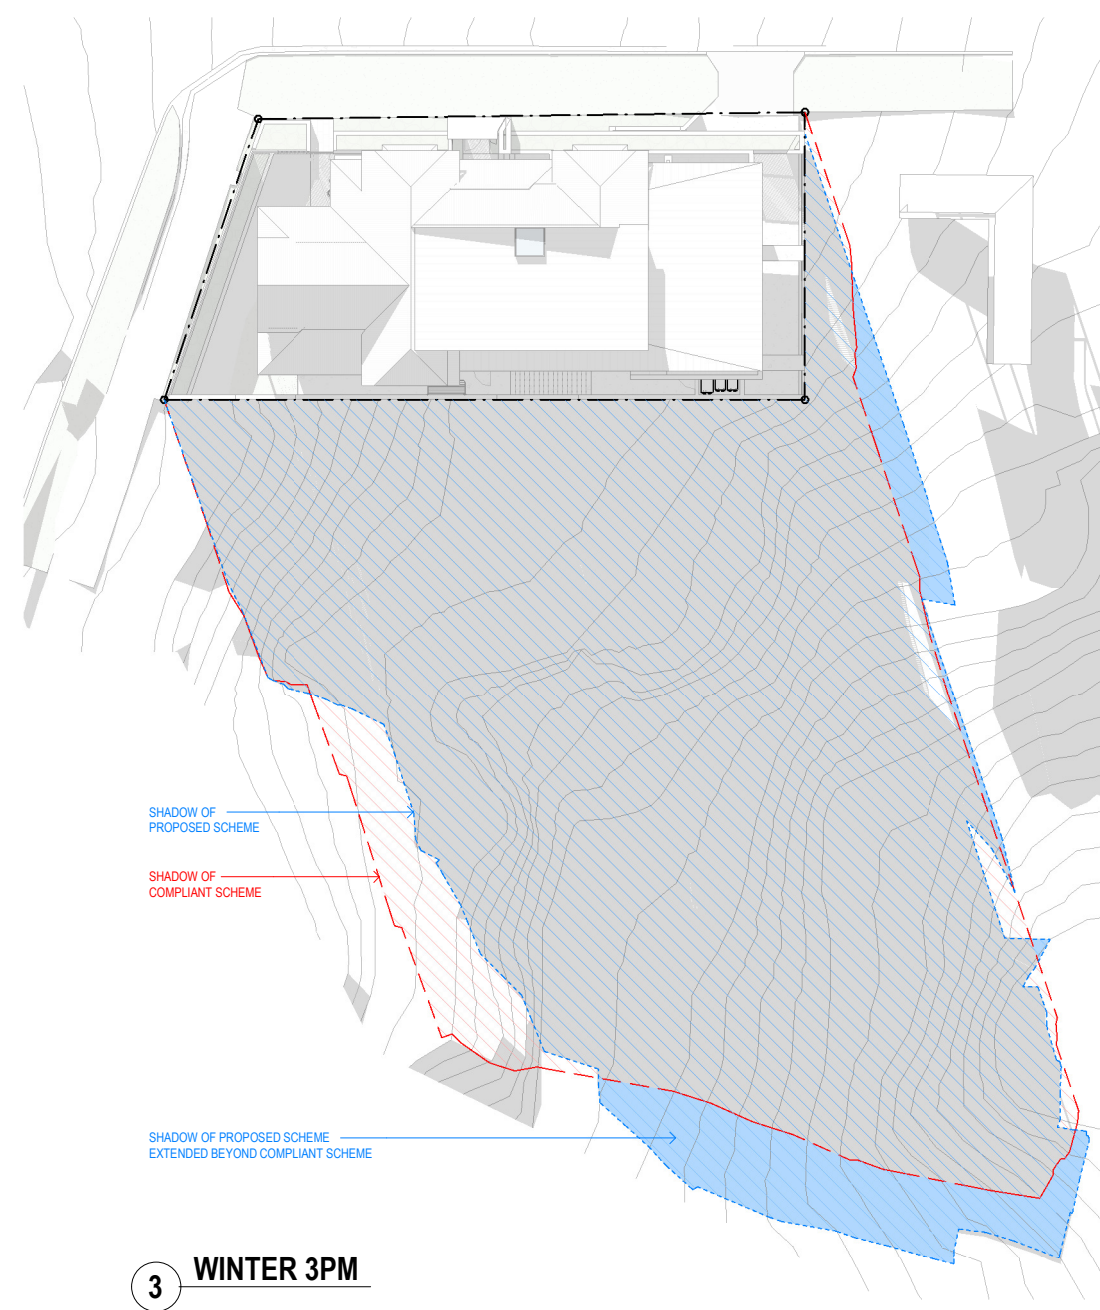 SHADOW OF
PROPOSED SCHEME
SHADOW OF
COMPLIANT SCHEME
SHADOW OF PROPOSED SCHEME
EXTENDED BEYOND COMPLIANT SCHEME
3 WINTER 3PM